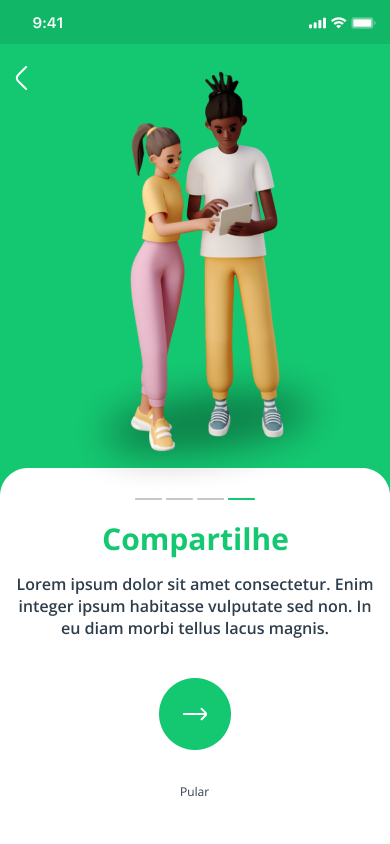 9:41
Compartilhe
Lorem ipsum dolor sit amet consectetur. Enim
integer ipsum habitasse vulputate sed non. In
eu diam morbi tellus lacus magnis.
Pular